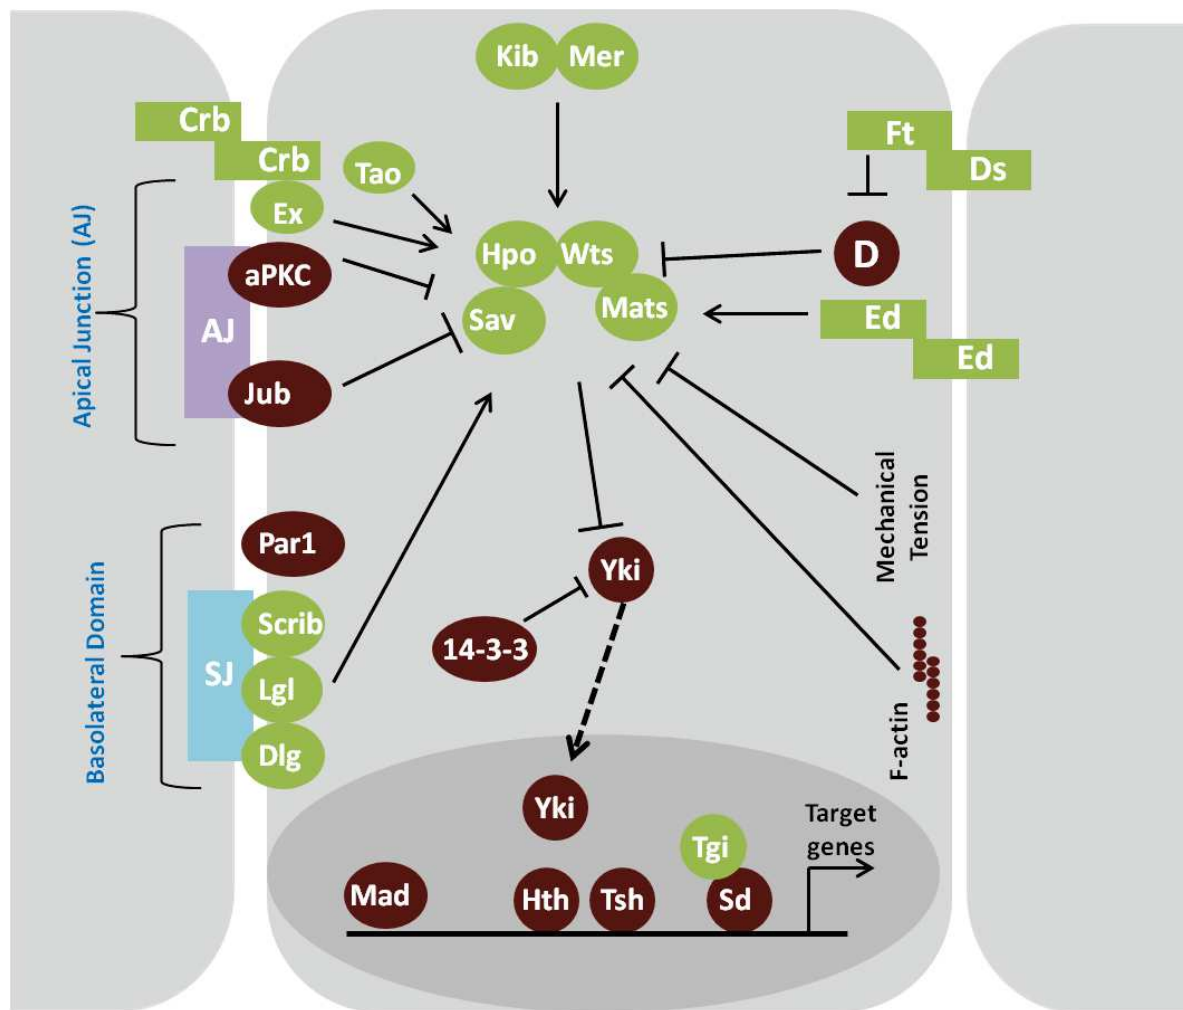 Kib Mer
Crb
Crb
Ft
Ds
Tao
Ex
Hpo Wts
D
aPKC
Sav
Mats
Ed
Ed
AJ
Jub
Apical Junction (AJ)
Mechanical
Tension
Par1
Yki
Scrib
14-3-3
SJ
Lgl
Dlg
Basolateral Domain
F-actin
Yki
Target
genes
Tgi
Mad
Hth
Tsh
Sd